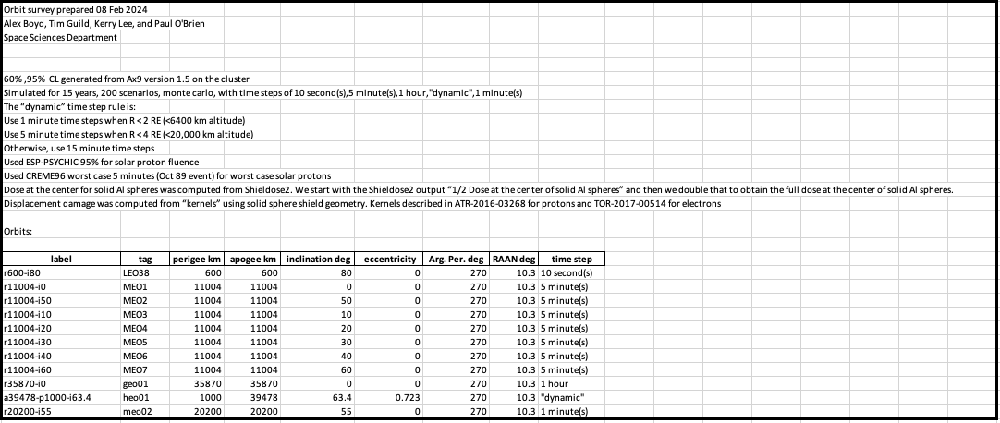 Orbit survey prepared 08 Feb 2024
Alex Boyd, Tim Guild, Kerry Lee, and Paul O'Brien
Space Sciences Department
60% ,95%  CL generated from Ax9 version 1.5 on the cluster
Simulated for 15 years, 200 scenarios, monte carlo, with time steps of 10 second(s),5 minute(s),1 hour,"dynamic",1 minute(s)
The "dynamic" time step rule is:
Use 1 minute time steps when R < 2 RE (<6400 km altitude)
Use 5 minute time steps when R < 4 RE (<20,000 km altitude)
Otherwise, use 15 minute time steps
Used ESP-PSYCHIC 95% for solar proton fluence
Used CREME96 worst case 5 minutes (Oct 89 event) for worst case solar protons
Dose at the center for solid Al spheres was computed from Shieldose2. We start with the Shieldose2 output "1/2 Dose at the center of solid Al spheres" and then we double that to obtain the full dose at the center of solid Al spheres.
Displacement damage was computed from "kernels" using solid sphere shield geometry. Kernels described in ATR-2016-03268 for protons and TOR-2017-00514 for electrons
Orbits:
label tag perigee km apogee km inclination deg eccentricity Arg. Per. deg RAAN deg time step
r600-i80 LEO38 600 600 80 0 270 10.3 10 second(s)
r11004-i0 MEO1 11004 11004 0 0 270 10.3 5 minute(s)
r11004-i50 MEO2 11004 11004 50 0 270 10.3 5 minute(s)
r11004-i10 MEO3 11004 11004 10 0 270 10.3 5 minute(s)
r11004-i20 MEO4 11004 11004 20 0 270 10.3 5 minute(s)
r11004-i30 MEO5 11004 11004 30 0 270 10.3 5 minute(s)
r11004-i40 MEO6 11004 11004 40 0 270 10.3 5 minute(s)
r11004-i60 MEO7 11004 11004 60 0 270 10.3 5 minute(s)
r35870-i0 geo01 35870 35870 0 0 270 10.3 1 hour
a39478-p1000-i63.4 heo01 1000 39478 63.4 0.723 270 10.3 "dynamic"
r20200-i55 meo02 20200 20200 55 0 270 10.3 1 minute(s)